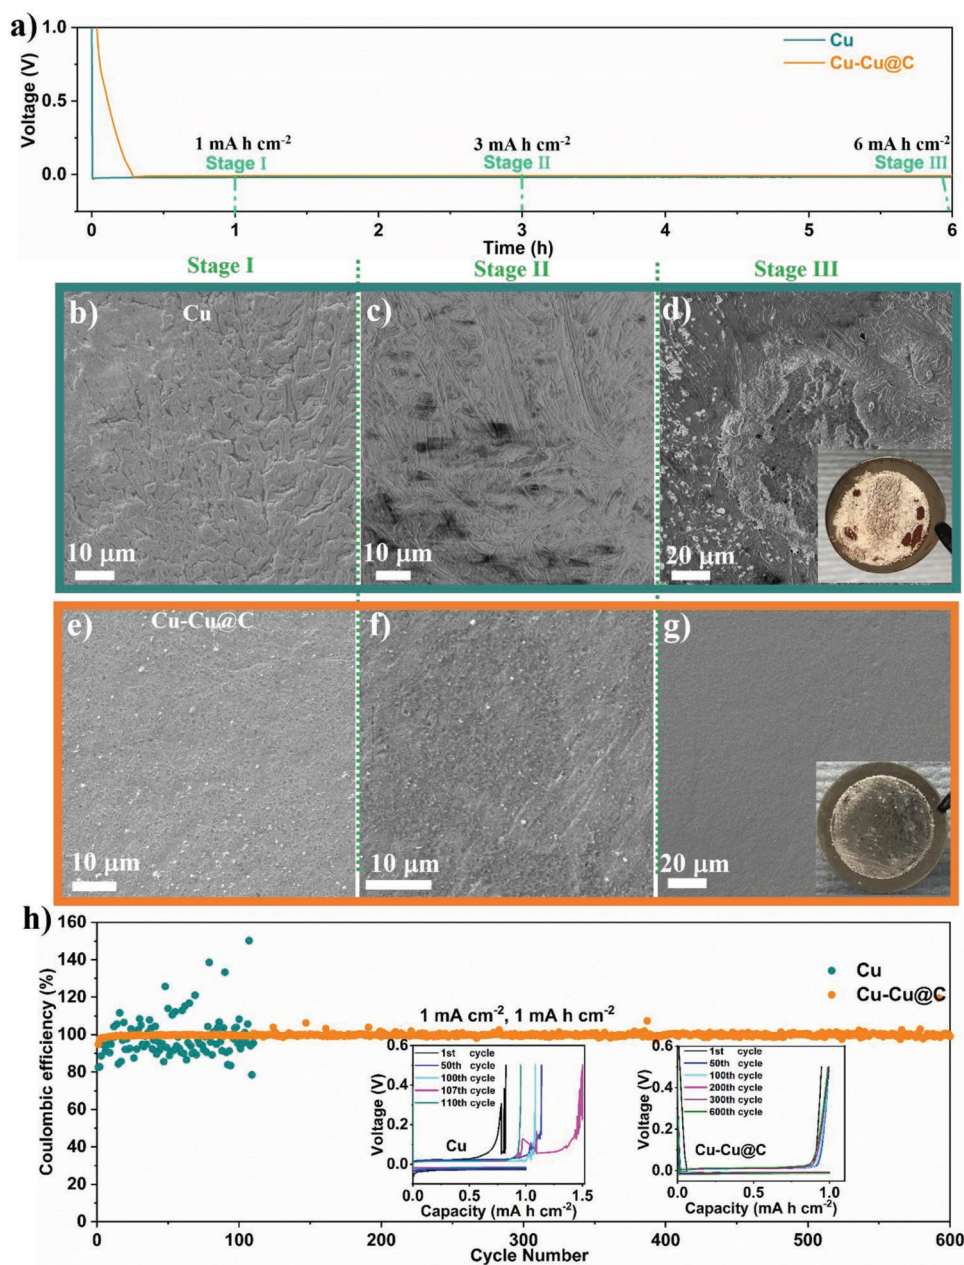 a)
1.0
0.5
0.0
Voltage (V)
Cu
Cu-Cu@C
1 mA h cm-2
Stage I
3 mA h cm-2
Stage II
6 mA h cm-2
Stage III
0 1 2 3 4 5 6
Time (h)
Stage I Stage II Stage III
b) Cu
10 μm
c)
10 μm
d)
20 μm
e) Cu-Cu@C
10 μm
f)
10 μm
g)
20 μm
h)
160
140
120
100
80
60
40
20
0
Coulombic efficiency (%)
Cu
Cu-Cu@C
1 mA cm-2, 1 mA h cm-2
1st cycle
50th cycle
100th cycle
107th cycle
110th cycle
Cu
0.4
0.2
0.0
Voltage (V)
0.0 0.5 1.0 1.5
Capacity (mA h cm-2)
1st cycle
50th cycle
100th cycle
200th cycle
300th cycle
600th cycle
Cu-Cu@C
0.6
0.4
0.2
0.0
Voltage (V)
0.0 0.5 1.0
Capacity (mA h cm-2)
0 100 200 300 400 500 600
Cycle Number